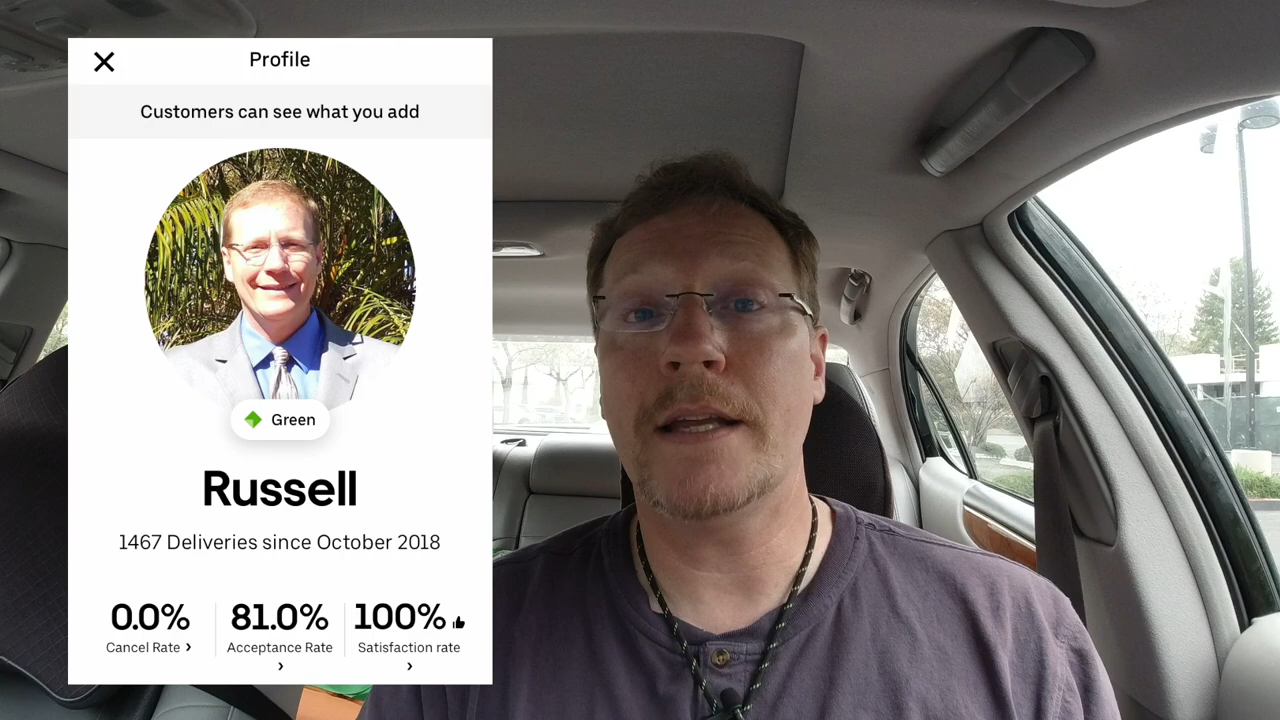 Profile
Customers can see what you add
Green
Russell
1467 Deliveries since October 2018
0.0% 81.0% 100%
Cancel Rate › Acceptance Rate › Satisfaction rate ›